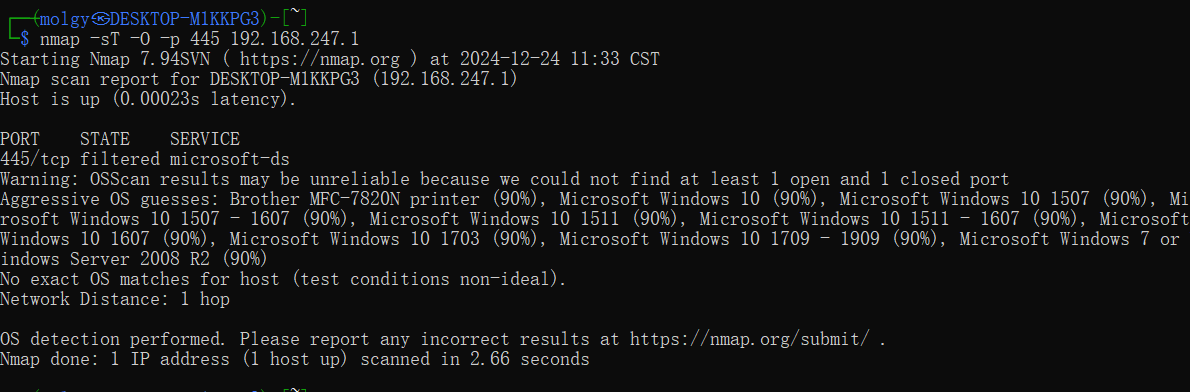 (molgy㉿DESKTOP-M1KKPG3)-[~]
$ nmap -sT -O -p 445 192.168.247.1
Starting Nmap 7.94SVN ( https://nmap.org ) at 2024-12-24 11:33 CST
Nmap scan report for DESKTOP-M1KKPG3 (192.168.247.1)
Host is up (0.00023s latency).
PORT    STATE    SERVICE
445/tcp filtered microsoft-ds
Warning: OSScan results may be unreliable because we could not find at least 1 open and 1 closed port
Aggressive OS guesses: Brother MFC-7820N printer (90%), Microsoft Windows 10 (90%), Microsoft Windows 10 1507 (90%), Mi
rosoft Windows 10 1507 - 1607 (90%), Microsoft Windows 10 1511 (90%), Microsoft Windows 10 1511 - 1607 (90%), Microsoft
Windows 10 1607 (90%), Microsoft Windows 10 1703 (90%), Microsoft Windows 10 1709 - 1909 (90%), Microsoft Windows 7 or
indows Server 2008 R2 (90%)
No exact OS matches for host (test conditions non-ideal).
Network Distance: 1 hop
OS detection performed. Please report any incorrect results at https://nmap.org/submit/ .
Nmap done: 1 IP address (1 host up) scanned in 2.66 seconds